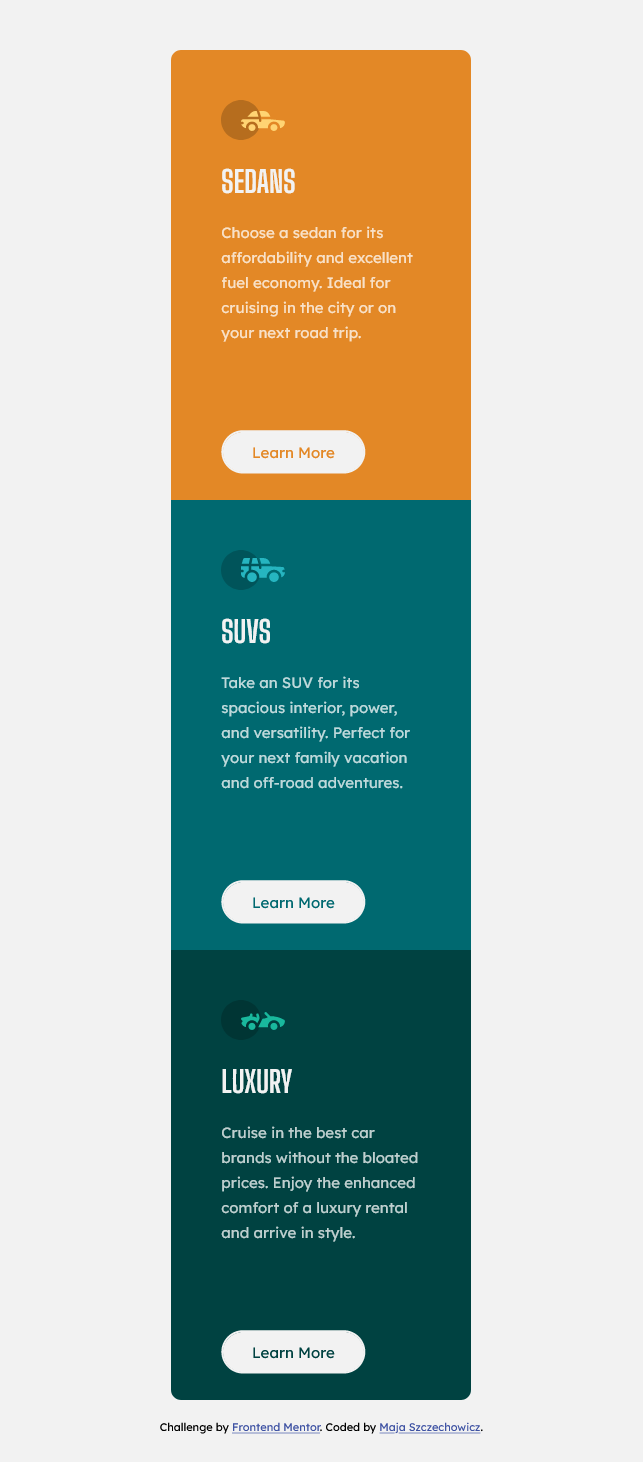 SEDANS
Choose a sedan for its
affordability and excellent
fuel economy. Ideal for
cruising in the city or on
your next road trip.
Learn More
SUVS
Take an SUV for its
spacious interior, power,
and versatility. Perfect for
your next family vacation
and off-road adventures.
Learn More
LUXURY
Cruise in the best car
brands without the bloated
prices. Enjoy the enhanced
comfort of a luxury rental
and arrive in style.
Learn More
Challenge by Frontend Mentor. Coded by Maja Szczechowicz.